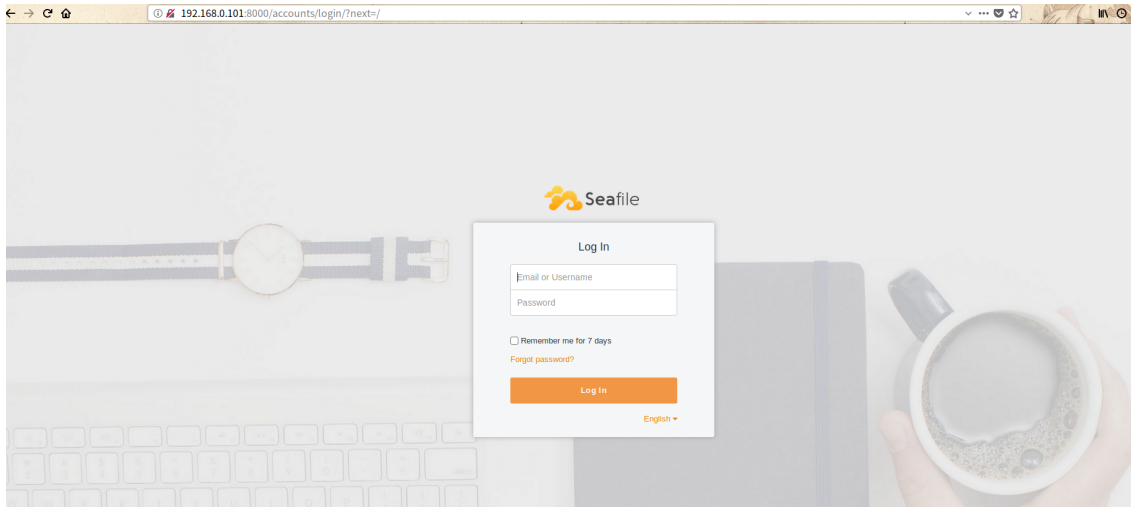 192.168.0.101:8000/accounts/login/?next=/
Seafile
Log In
Email or Username
Password
Remember me for 7 days
Forgot password?
Log In
English